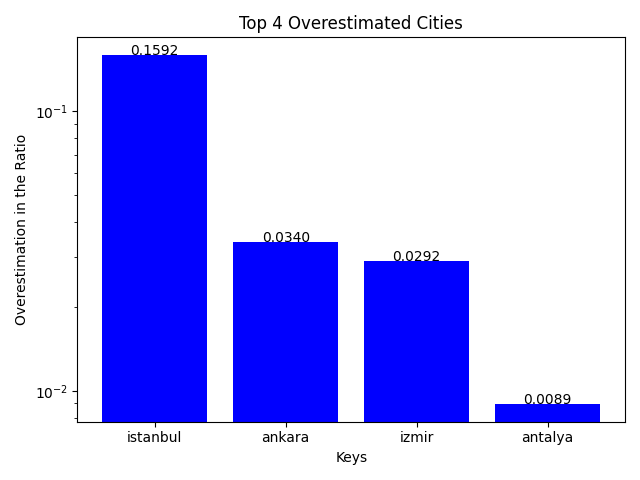 Top 4 Overestimated Cities
Overestimation in the Ratio
10⁻¹
10⁻²
0.1592
0.0340
0.0292
0.0089
istanbul
ankara
izmir
antalya
Keys